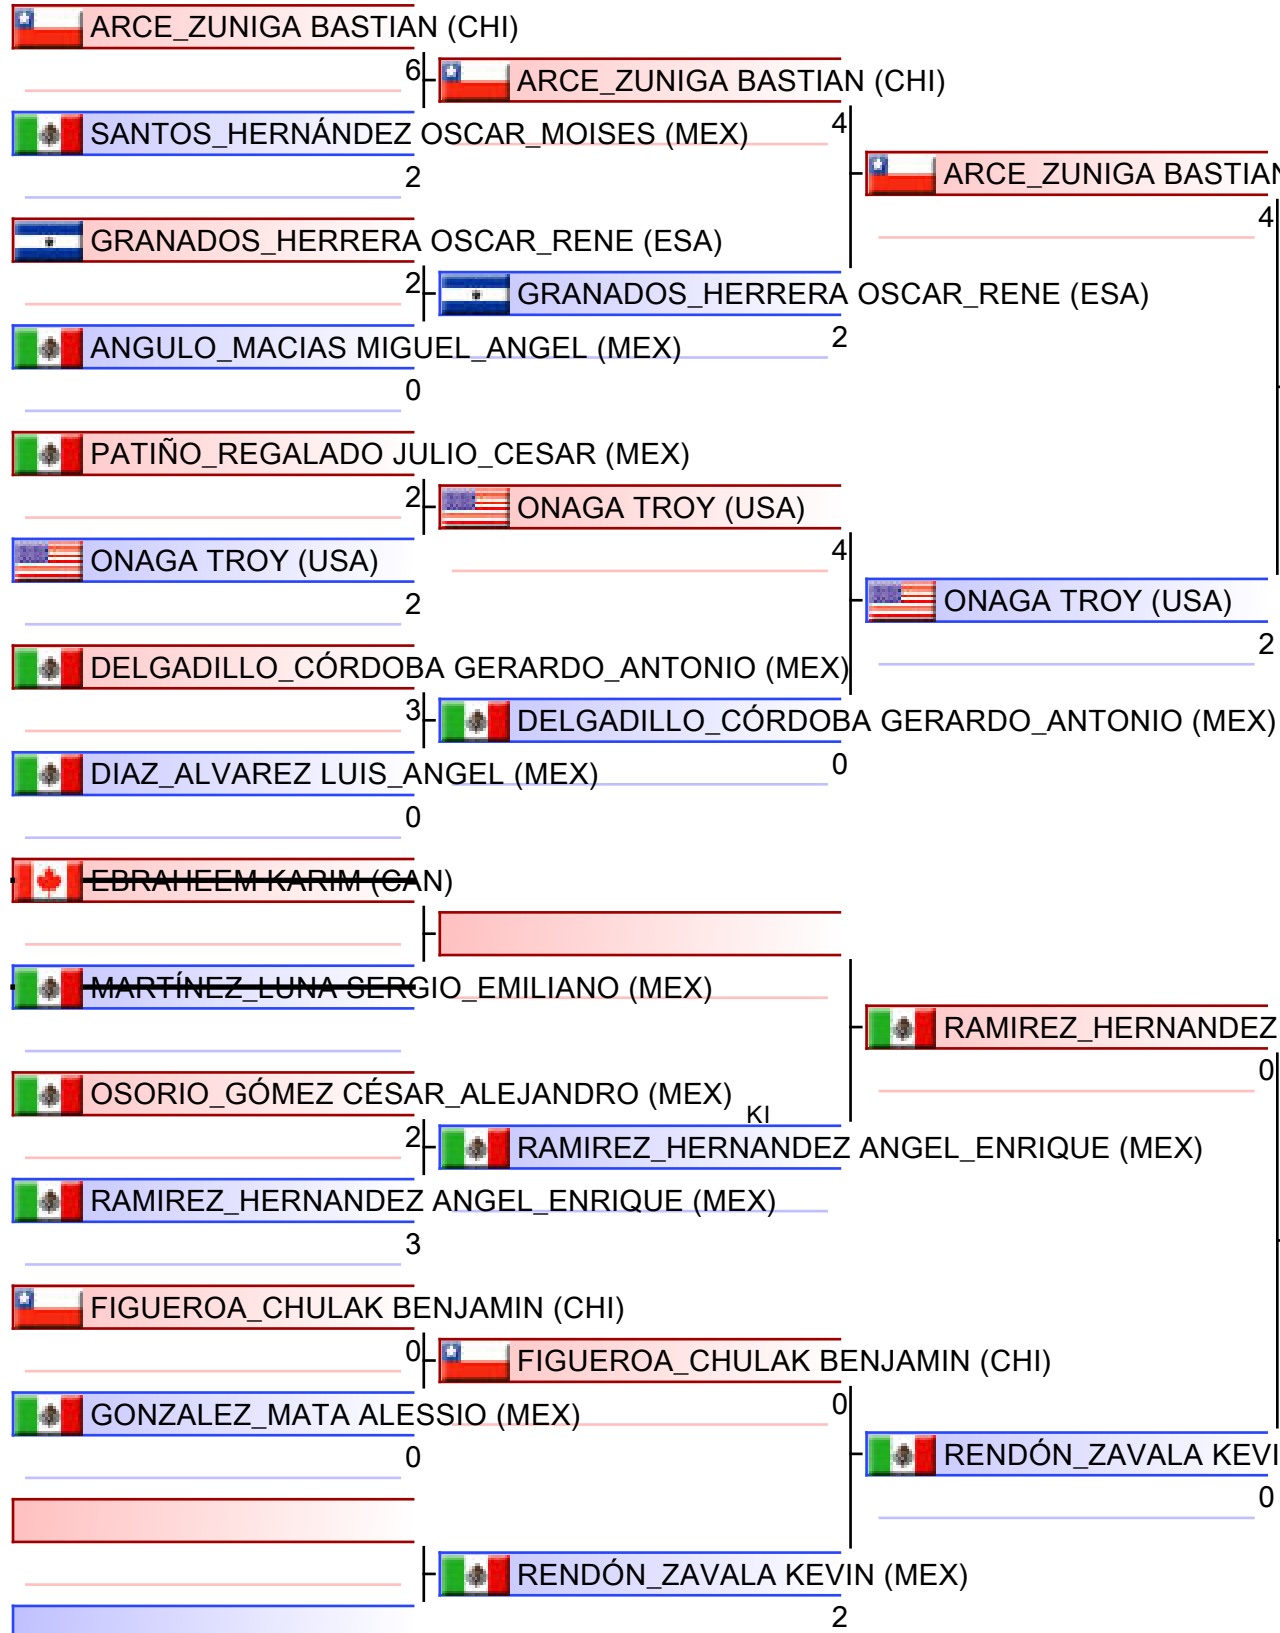 ARCE_ZUNIGA BASTIAN (CHI)
6
SANTOS_HERNÁNDEZ OSCAR_MOISES (MEX)
2
GRANADOS_HERRERA OSCAR_RENE (ESA)
2
ANGULO_MACIAS MIGUEL_ANGEL (MEX)
0
PATIÑO_REGALADO JULIO_CESAR (MEX)
2
ONAGA TROY (USA)
2
DELGADILLO_CÓRDOBA GERARDO_ANTONIO (MEX)
3
DIAZ_ALVAREZ LUIS_ANGEL (MEX)
0
EBRAHEEM KARIM (CAN)
MARTÍNEZ_LUNA SERGIO_EMILIANO (MEX)
OSORIO_GÓMEZ CÉSAR_ALEJANDRO (MEX)
2
RAMIREZ_HERNANDEZ ANGEL_ENRIQUE (MEX)
3
FIGUEROA_CHULAK BENJAMIN (CHI)
0
GONZALEZ_MATA ALESSIO (MEX)
0
ARCE_ZUNIGA BASTIAN (CHI)
4
GRANADOS_HERRERA OSCAR_RENE (ESA)
2
ONAGA TROY (USA)
4
DELGADILLO_CÓRDOBA GERARDO_ANTONIO (MEX)
0
KI
RAMIREZ_HERNANDEZ ANGEL_ENRIQUE (MEX)
FIGUEROA_CHULAK BENJAMIN (CHI)
0
RENDÓN_ZAVALA KEVIN (MEX)
2
ARCE_ZUNIGA BASTIAN
4
ONAGA TROY (USA)
2
RAMIREZ_HERNANDEZ
0
RENDÓN_ZAVALA KEVI
0